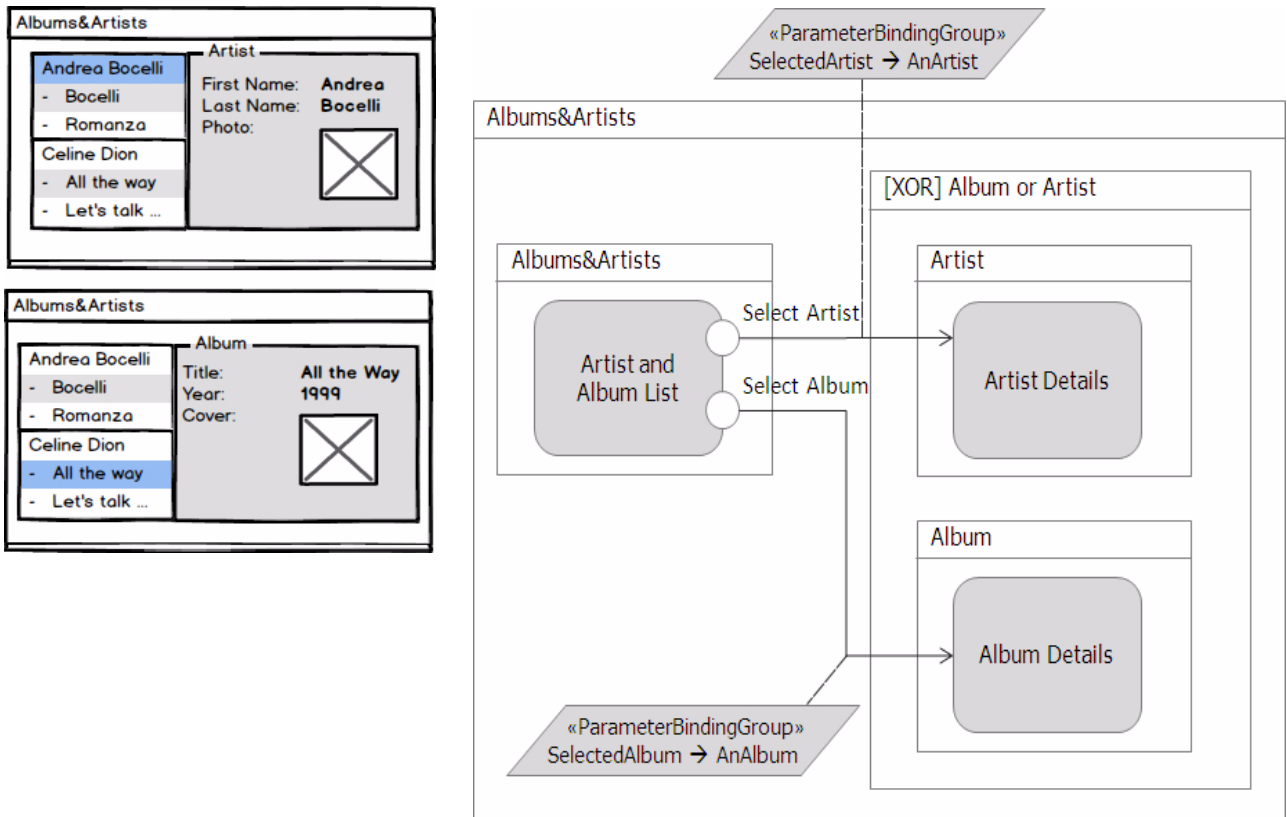 Albums&Artists
Andrea Bocelli
- Bocelli
- Romanza
Celine Dion
- All the way
- Let's talk ...
Artist
First Name: Andrea
Last Name: Bocelli
Photo:
Albums&Artists
Andrea Bocelli
- Bocelli
- Romanza
Celine Dion
- All the way
- Let's talk ...
Album
Title: All the Way
Year: 1999
Cover:
«ParameterBindingGroup»
SelectedArtist → AnArtist
Albums&Artists
[XOR] Album or Artist
Albums&Artists
Artist and
Album List
Select Artist
Select Album
Artist
Artist Details
Album
Album Details
«ParameterBindingGroup»
SelectedAlbum → AnAlbum